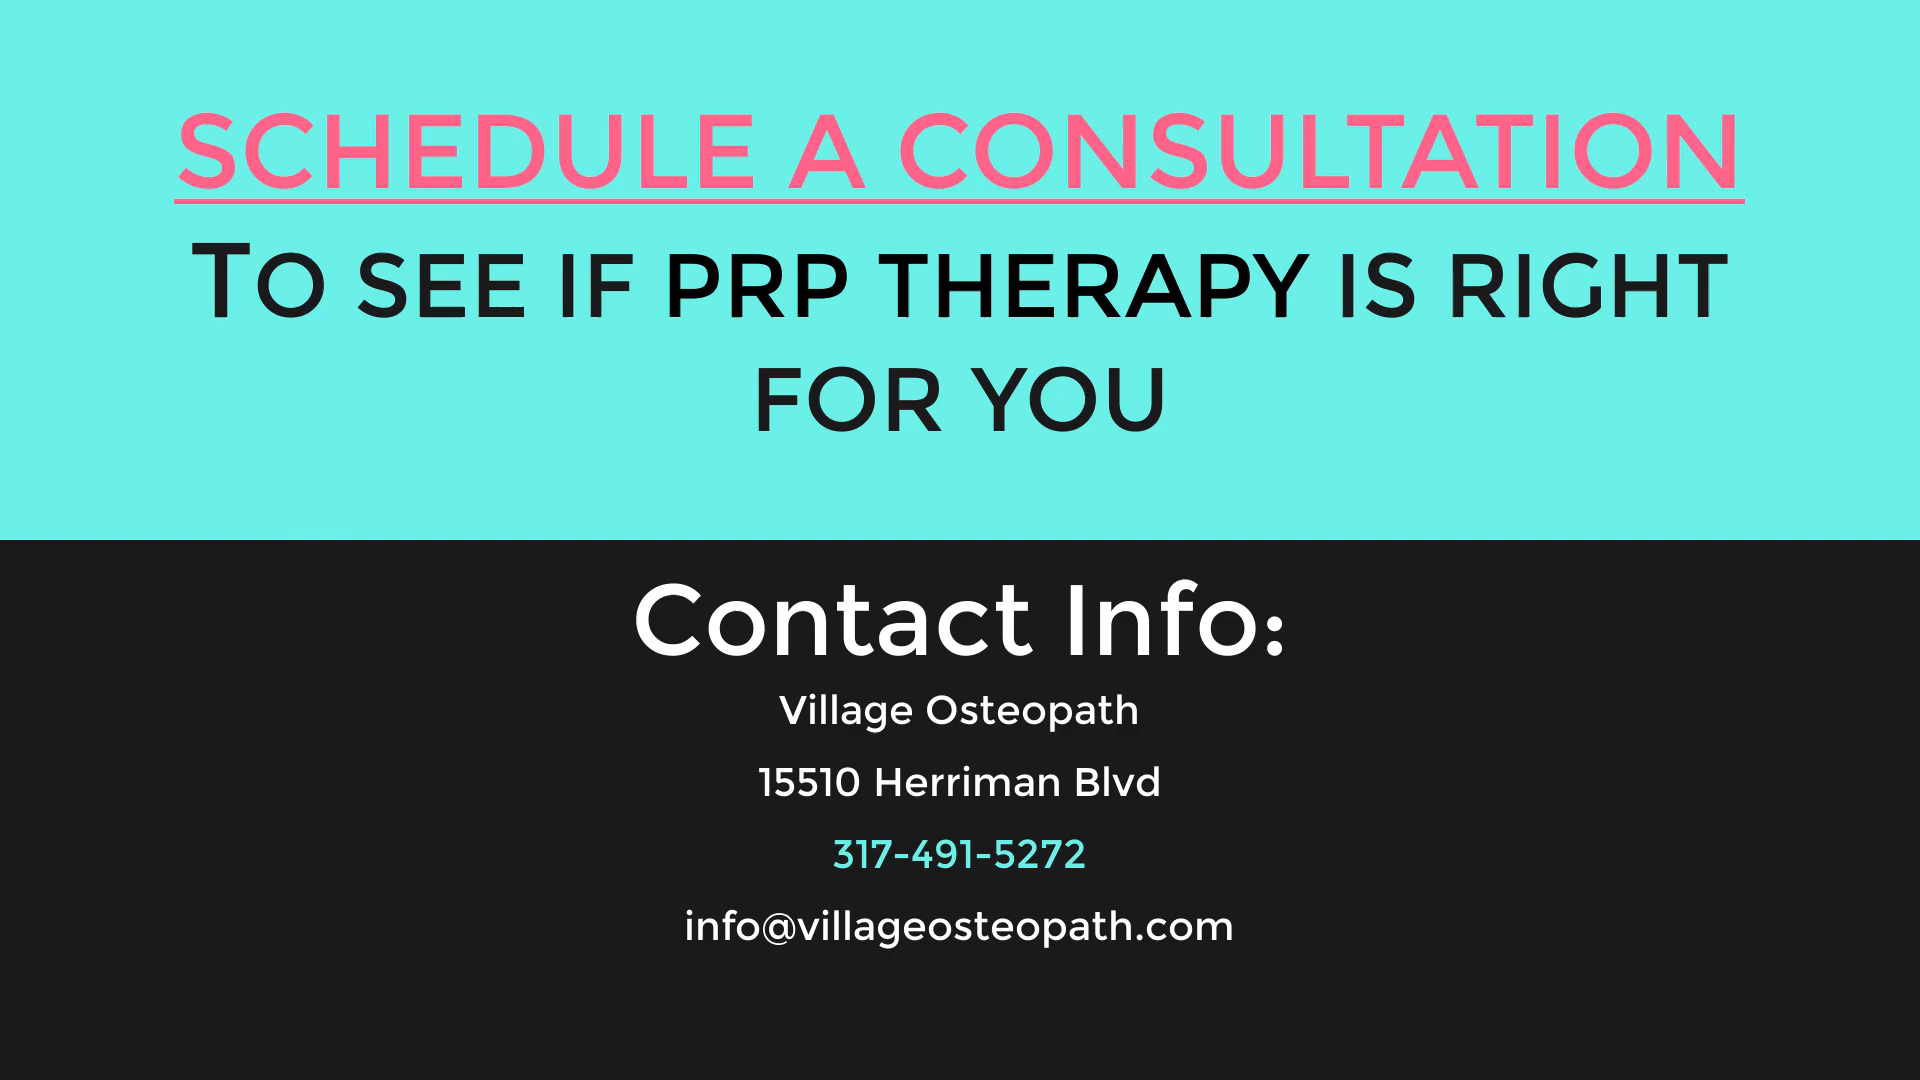 SCHEDULE A CONSULTATION
TO SEE IF PRP THERAPY IS RIGHT
FOR YOU
Contact Info:
Village Osteopath
15510 Herriman Blvd
317-491-5272
info@villageosteopath.com